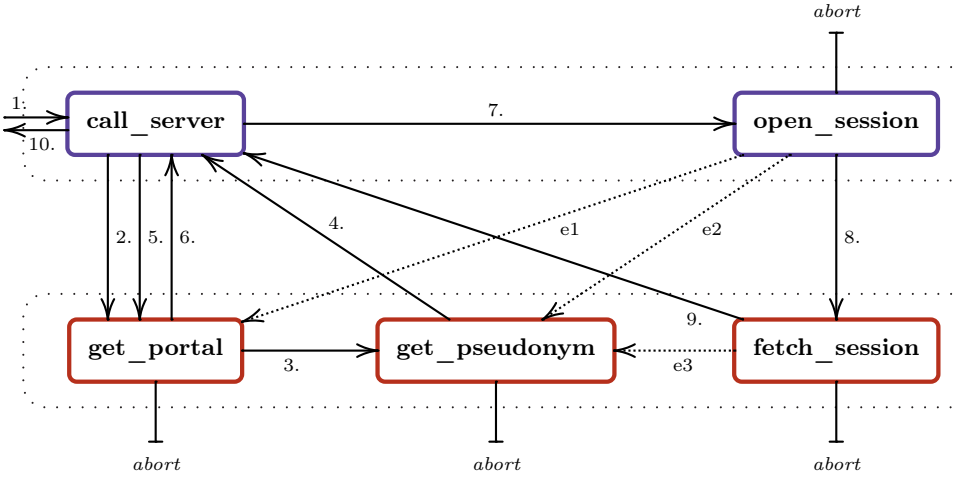 abort
1.
call_server
7.
open_session
10.
2.
5.
6.
4.
e1
e2
8.
9.
get_portal
3.
get_pseudonym
e3
fetch_session
abort
abort
abort